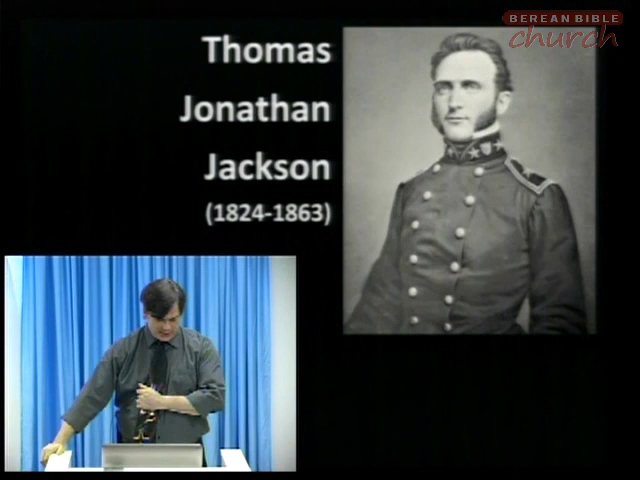 BEREAN BIBLE
church
Thomas
Jonathan
Jackson
(1824-1863)